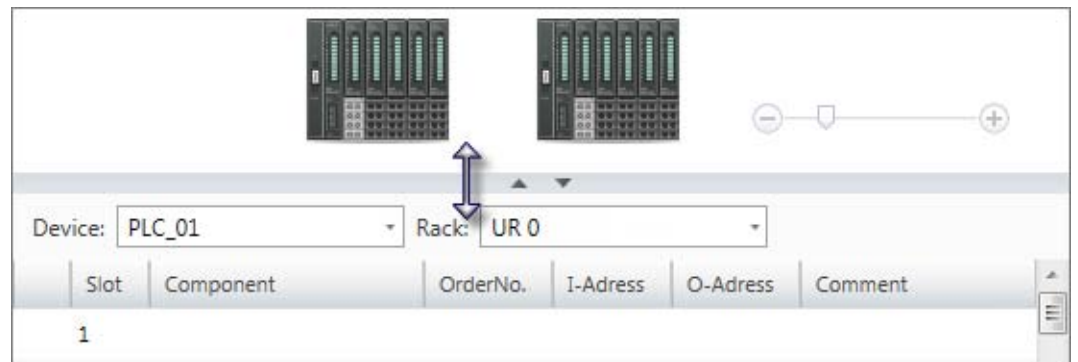 Device: PLC_01 Rack: UR 0
Slot Component OrderNo. I-Adress O-Adress Comment
1